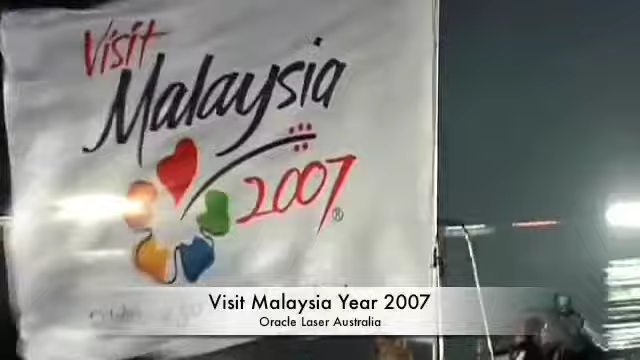 Visit
Malaysia
2007®
Visit Malaysia Year 2007
Oracle Laser Australia